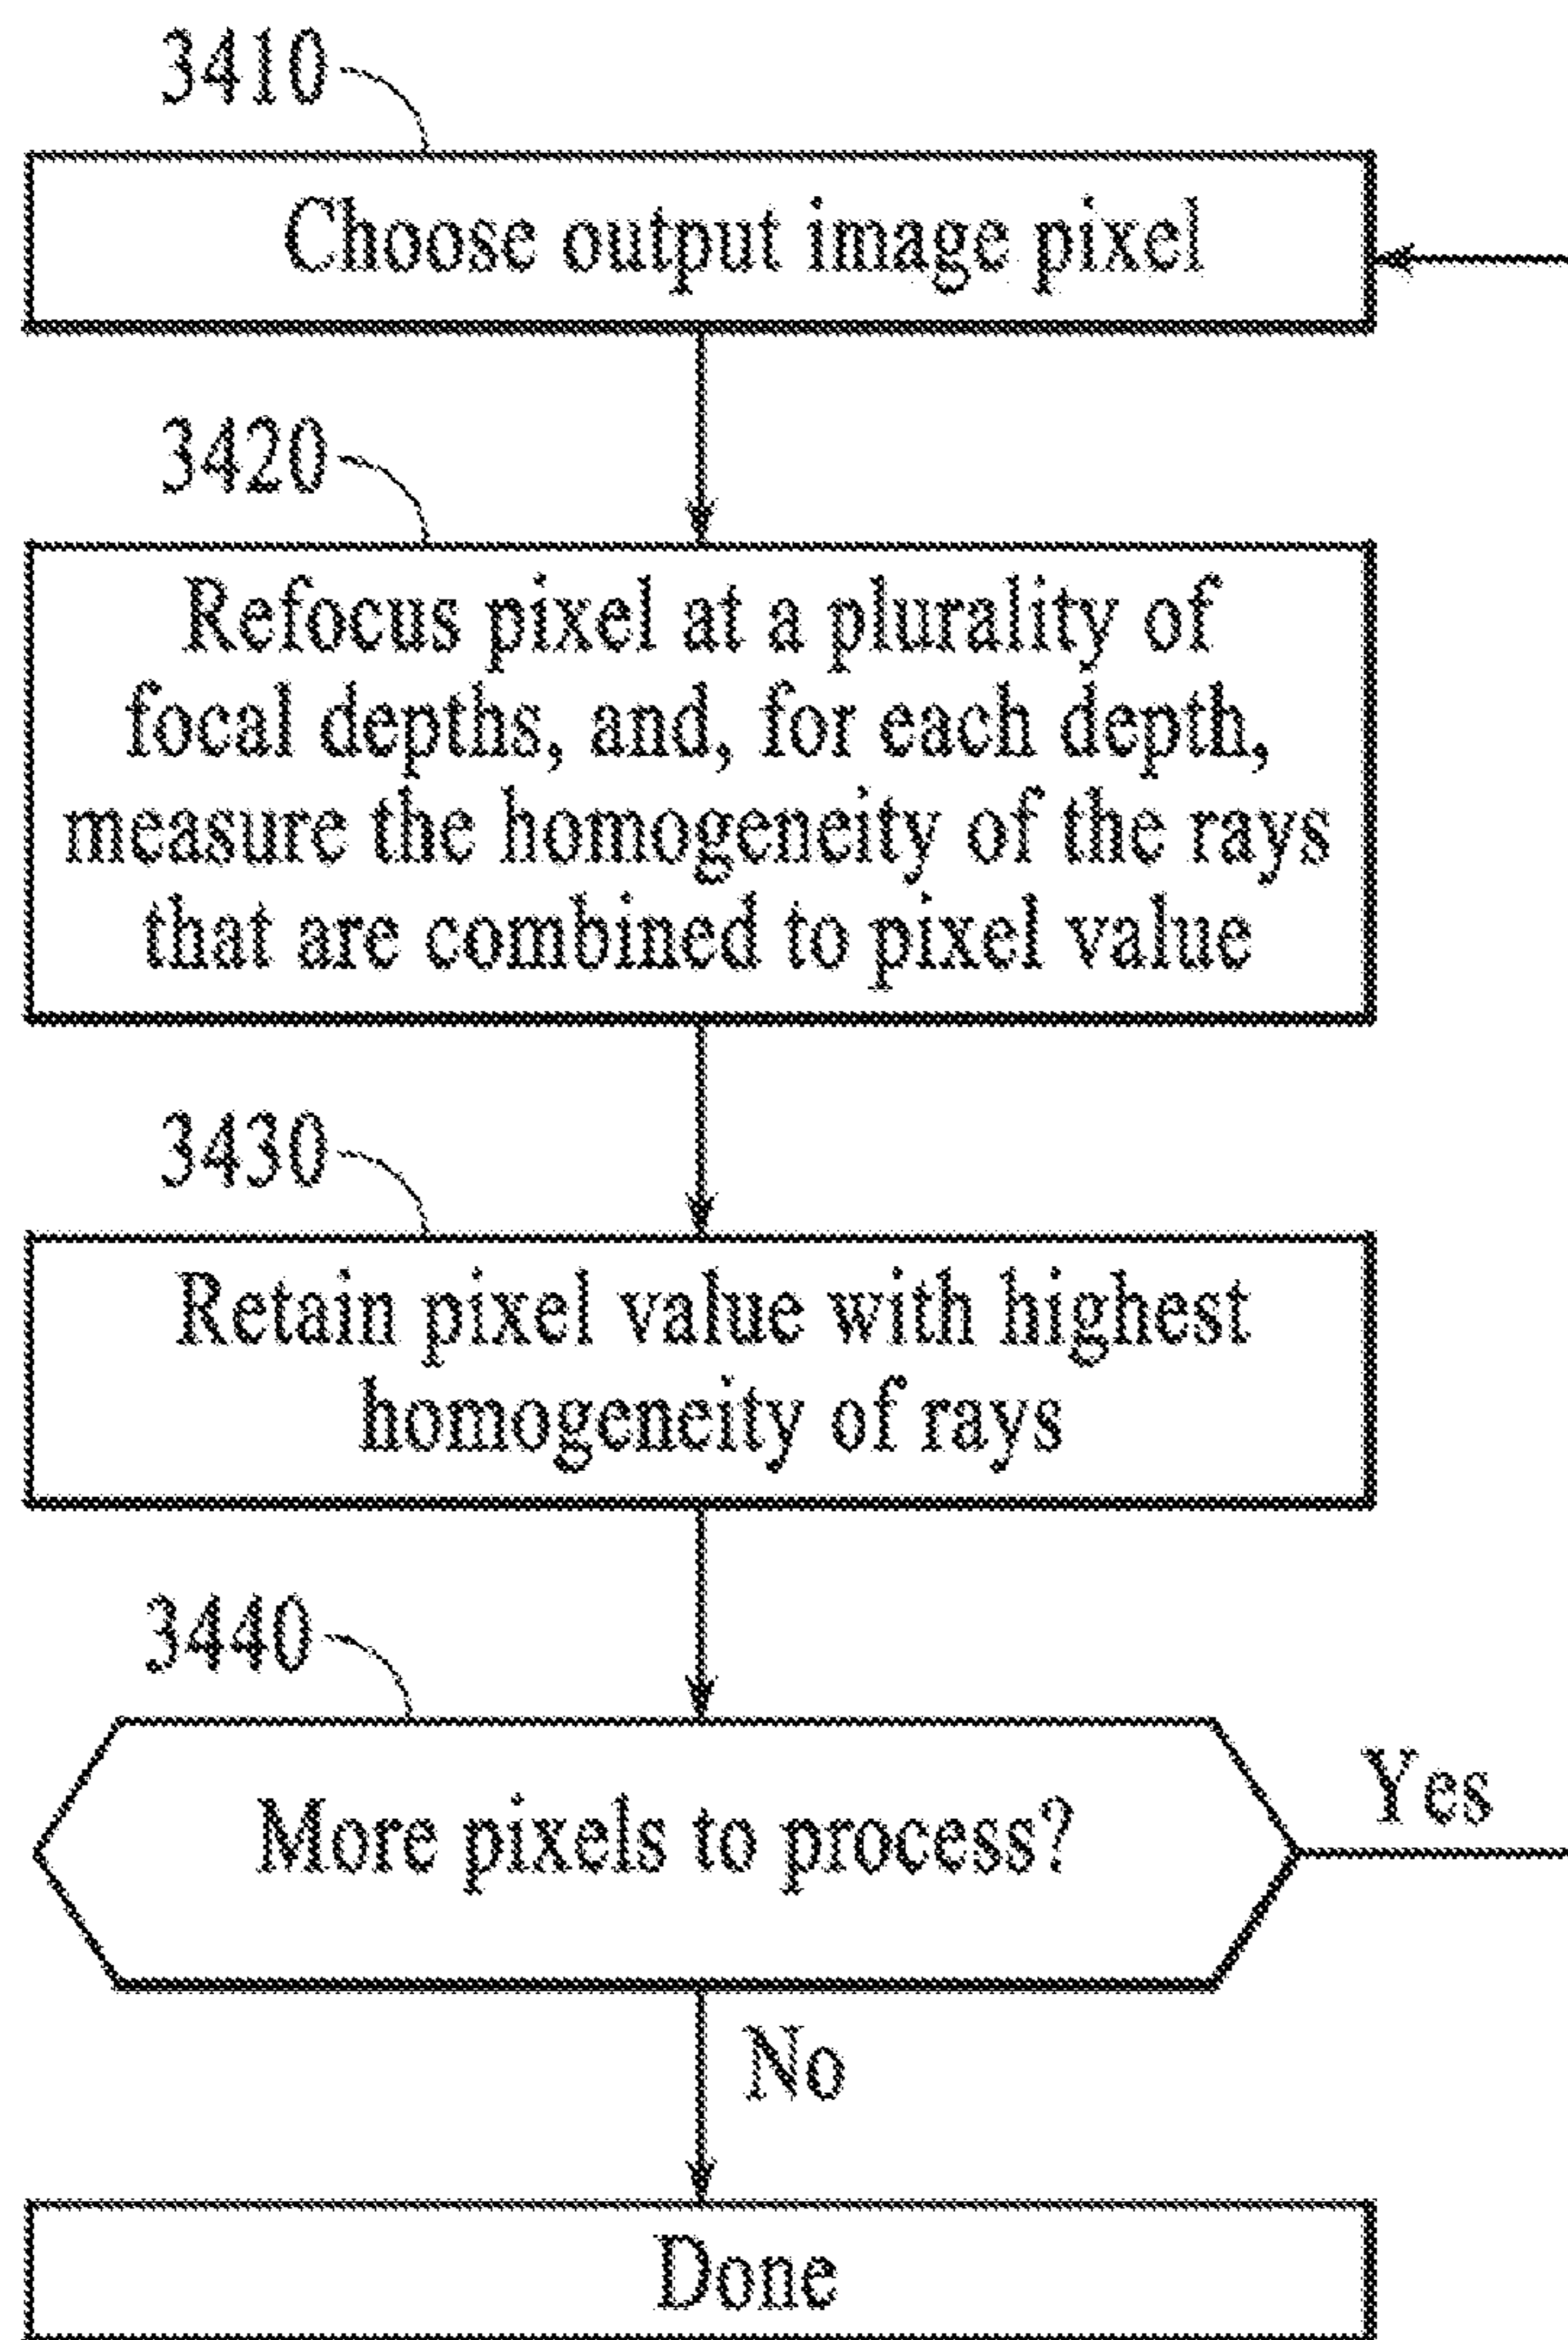 3410
Choose output image pixel
3420
Refocus pixel at a plurality of
focal depths, and, for each depth,
measure the homogeneity of the rays
that are combined to pixel value
3430
Retain pixel value with highest
homogeneity of rays
3440
More pixels to process?
Yes
No
Done